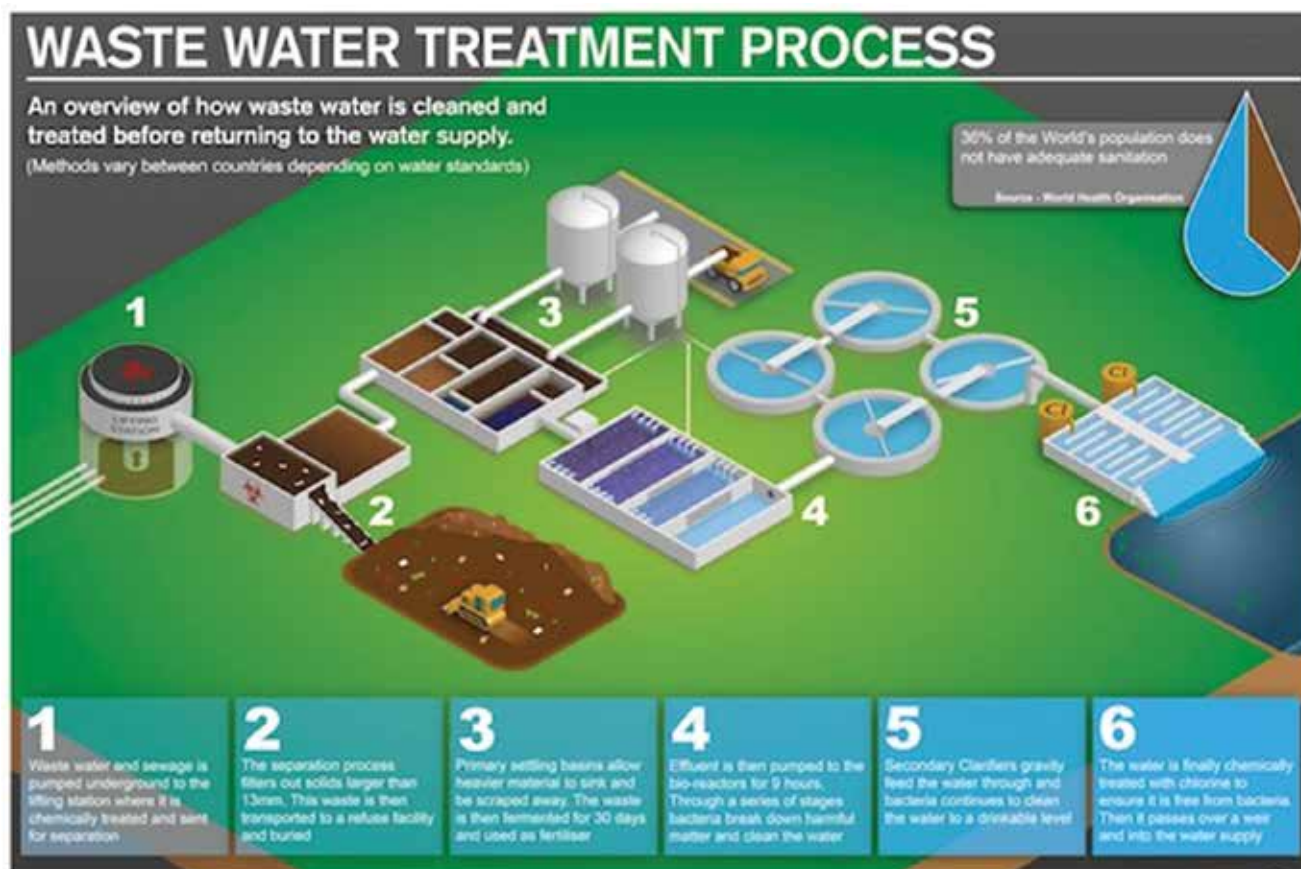 WASTE WATER TREATMENT PROCESS
An overview of how waste water is cleaned and
treated before returning to the water supply.
(Methods vary between countries depending on water standards)
36% of the World's population does
not have adequate sanitation
Source - World Health Organisation
1
LIFTING
STATION
2
3
4
5
6
Cl
Cl
1
Waste water and sewage is
pumped underground to the
lifting station where it is
chemically treated and sent
for separation
2
The separation process
filters out solids larger than
13mm. This waste is then
transported to a refuse facility
and buried
3
Primary settling basins allow
heavier material to sink and
be scraped away. The waste
is then fermented for 30 days
and used as fertiliser
4
Effluent is then pumped to the
bio-reactors for 9 hours.
Through a series of stages
bacteria break down harmful
matter and clean the water
5
Secondary Clarifiers gravity
feed the water through and
bacteria continues to clean
the water to a drinkable level
6
The water is finally chemically
treated with chlorine to
ensure it is free from bacteria
Then it passes over a weir
and into the water supply